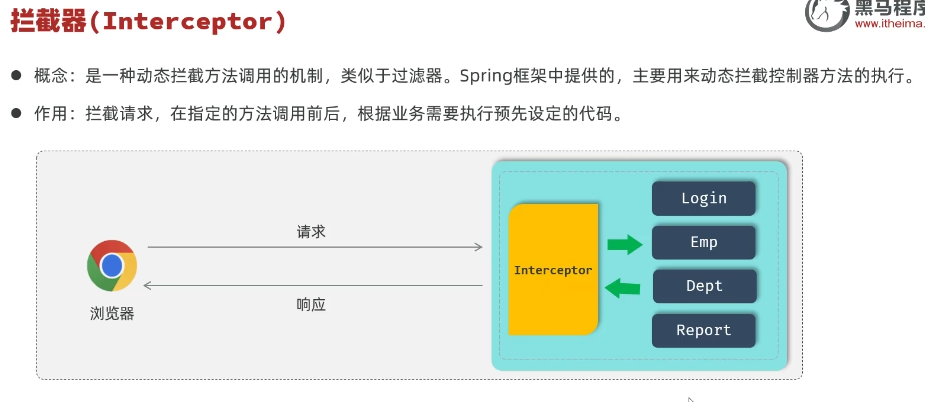 拦截器(Interceptor)
黑马程序
www.itheima.
● 概念：是一种动态拦截方法调用的机制，类似于过滤器。Spring框架中提供的，主要用来动态拦截控制器方法的执行。
● 作用：拦截请求，在指定的方法调用前后，根据业务需要执行预先设定的代码。
Login
请求
Emp
Interceptor
Dept
响应
浏览器
Report